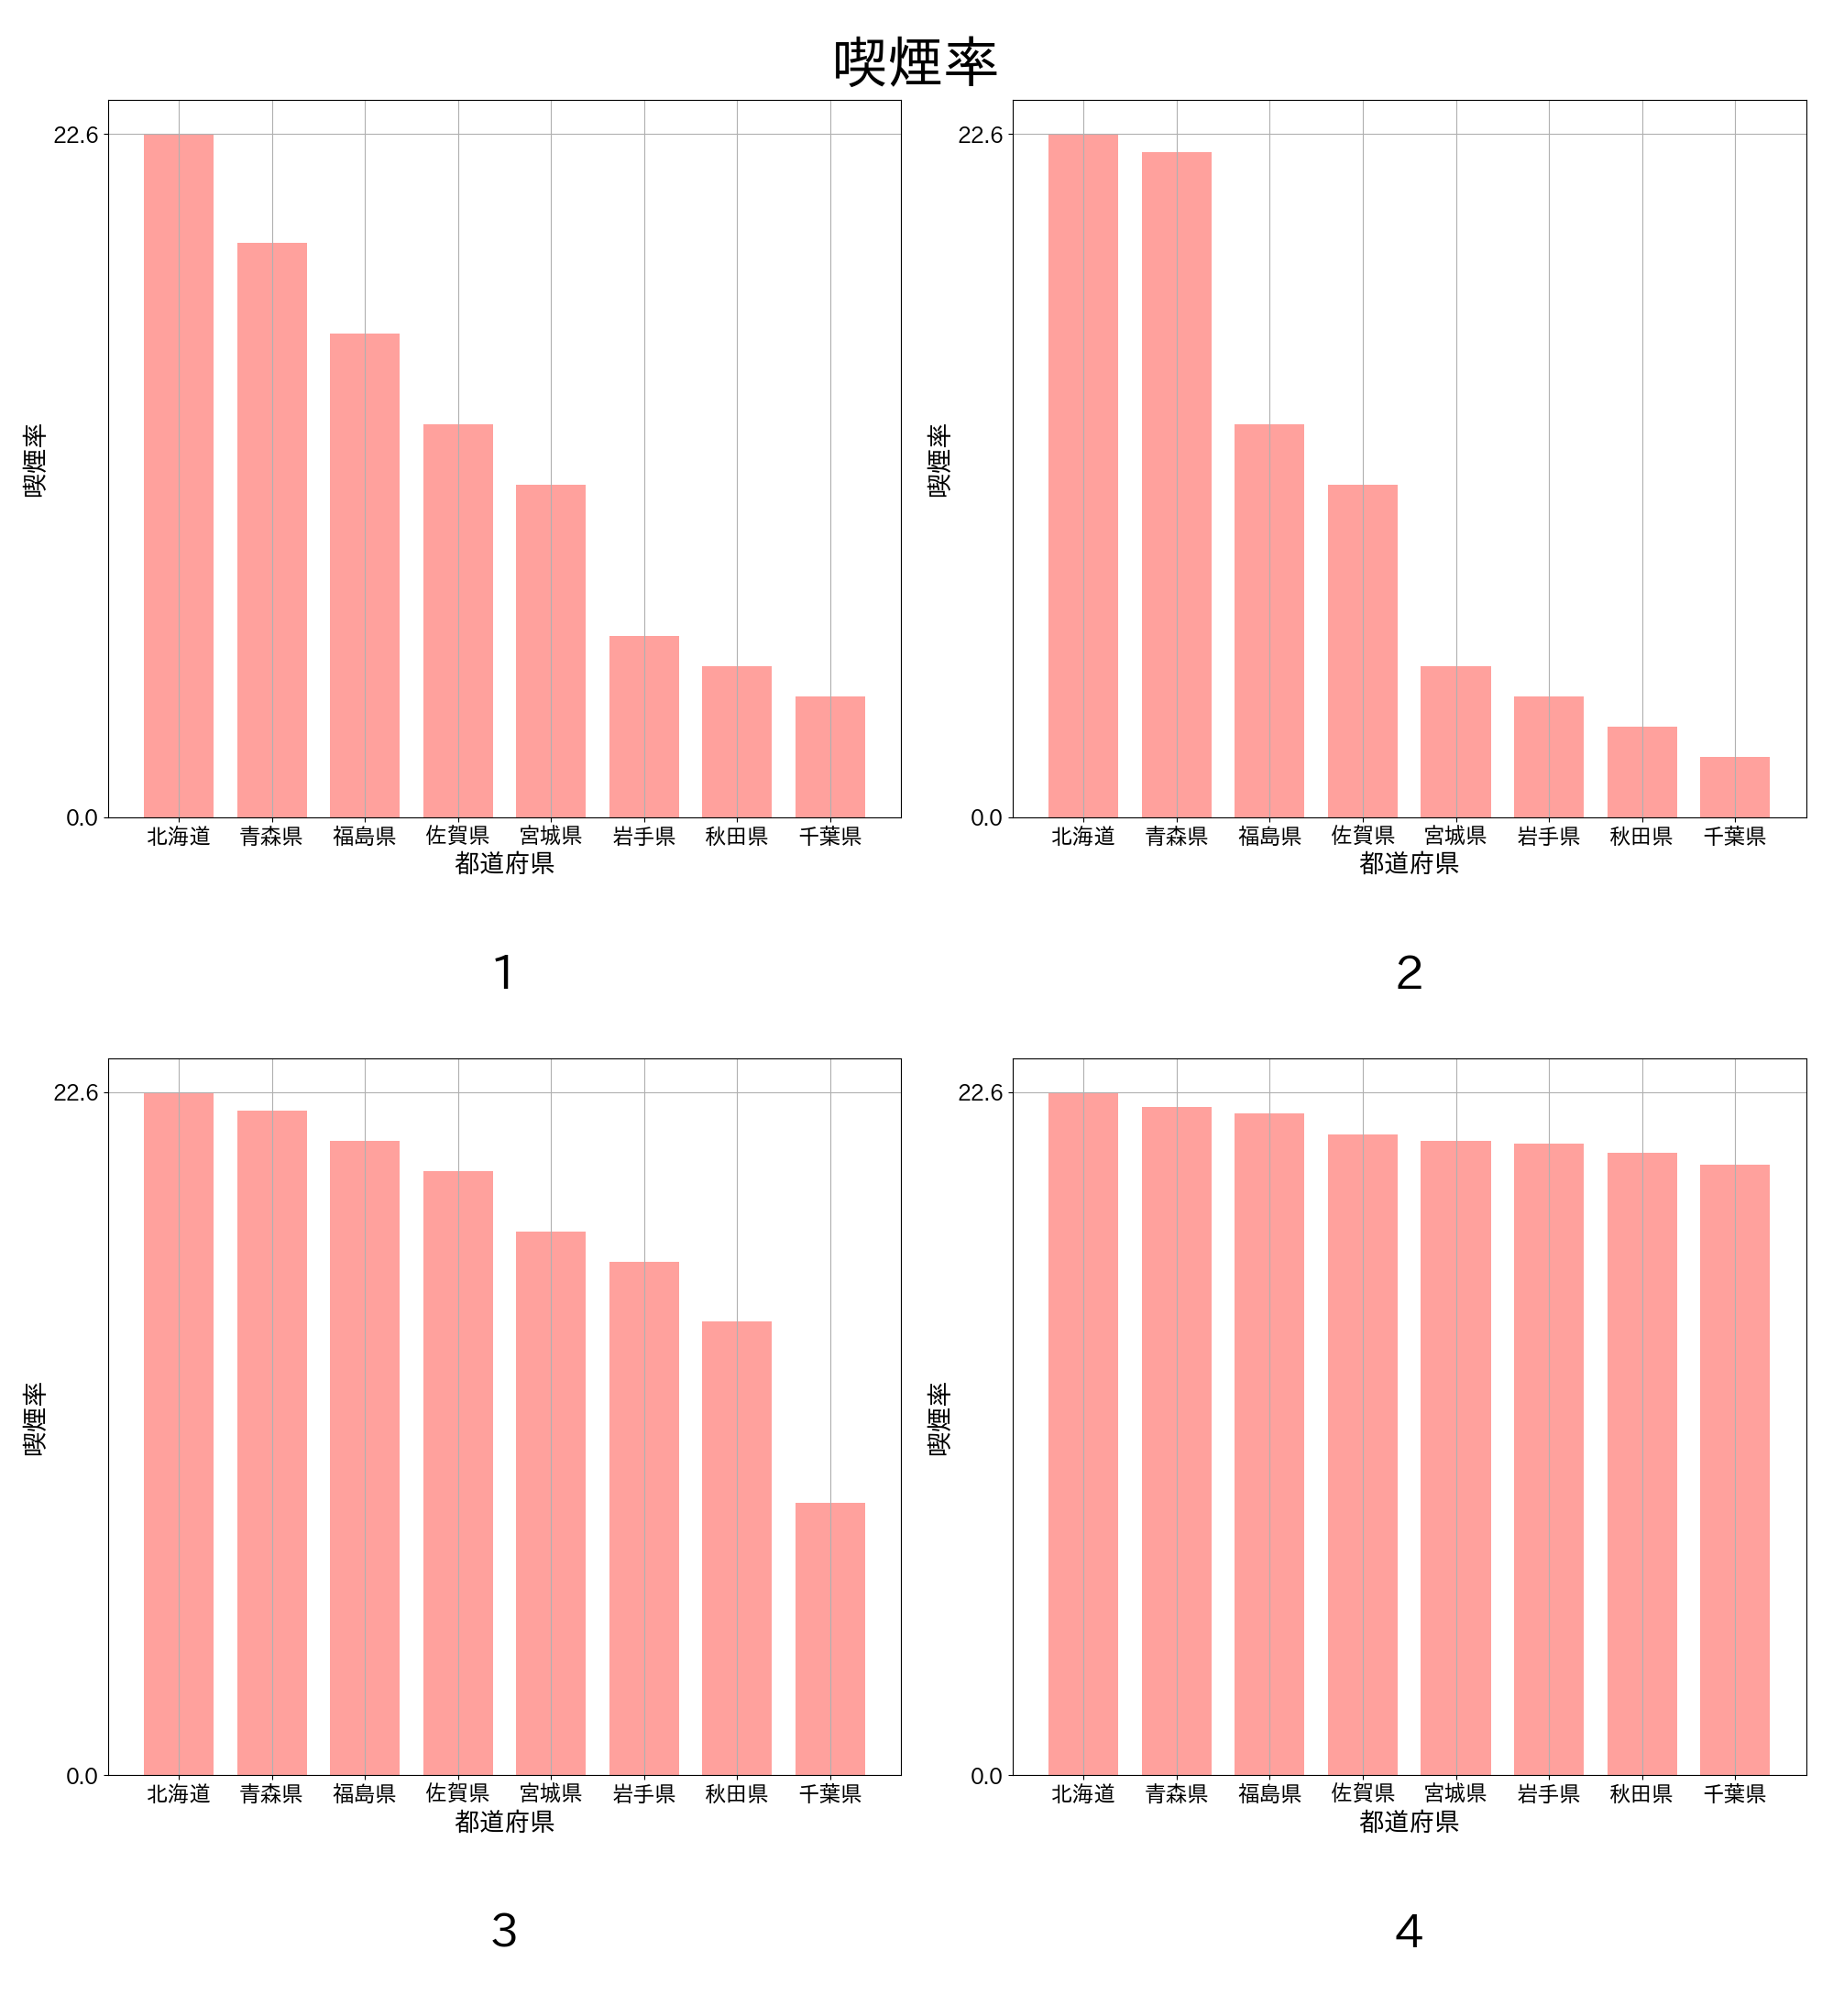 喫煙率
22.6
0.0
喫煙率
北海道 青森県 福島県 佐賀県 宮城県 岩手県 秋田県 千葉県
都道府県
1
22.6
0.0
喫煙率
北海道 青森県 福島県 佐賀県 宮城県 岩手県 秋田県 千葉県
都道府県
2
22.6
0.0
喫煙率
北海道 青森県 福島県 佐賀県 宮城県 岩手県 秋田県 千葉県
都道府県
3
22.6
0.0
喫煙率
北海道 青森県 福島県 佐賀県 宮城県 岩手県 秋田県 千葉県
都道府県
4